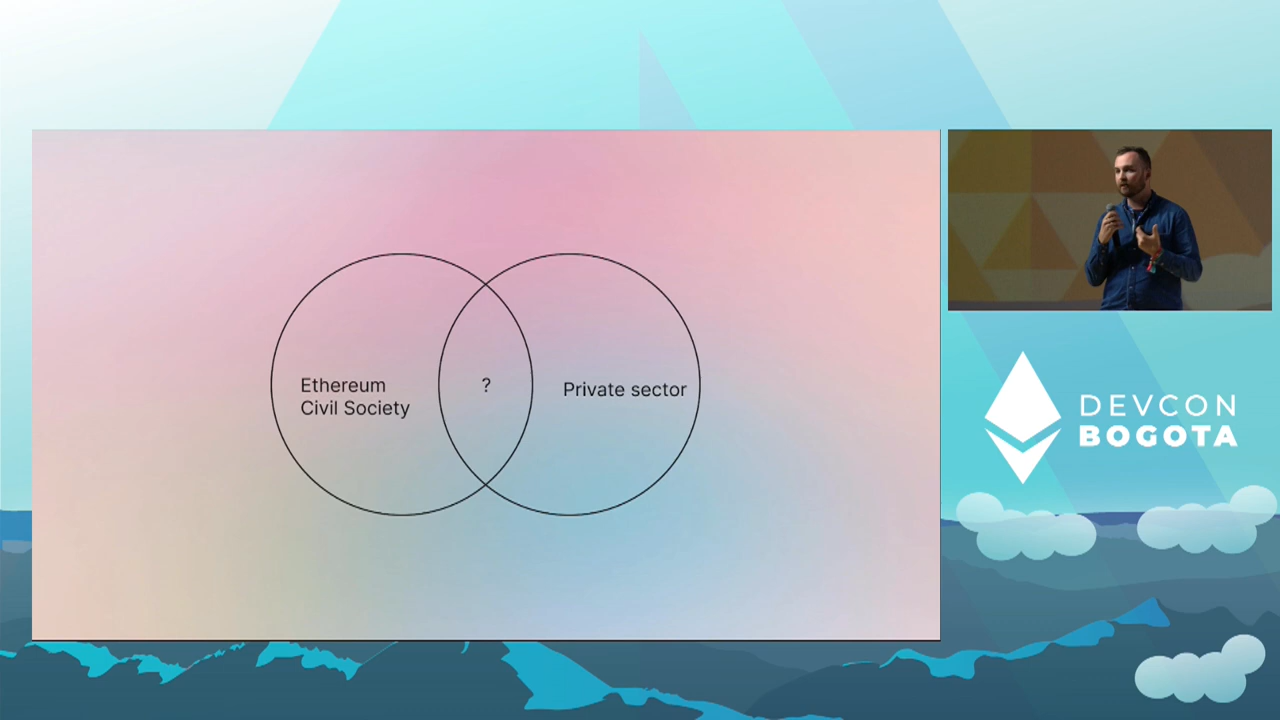 Ethereum
Civil Society
?
Private sector
DEVCON
BOGOTA